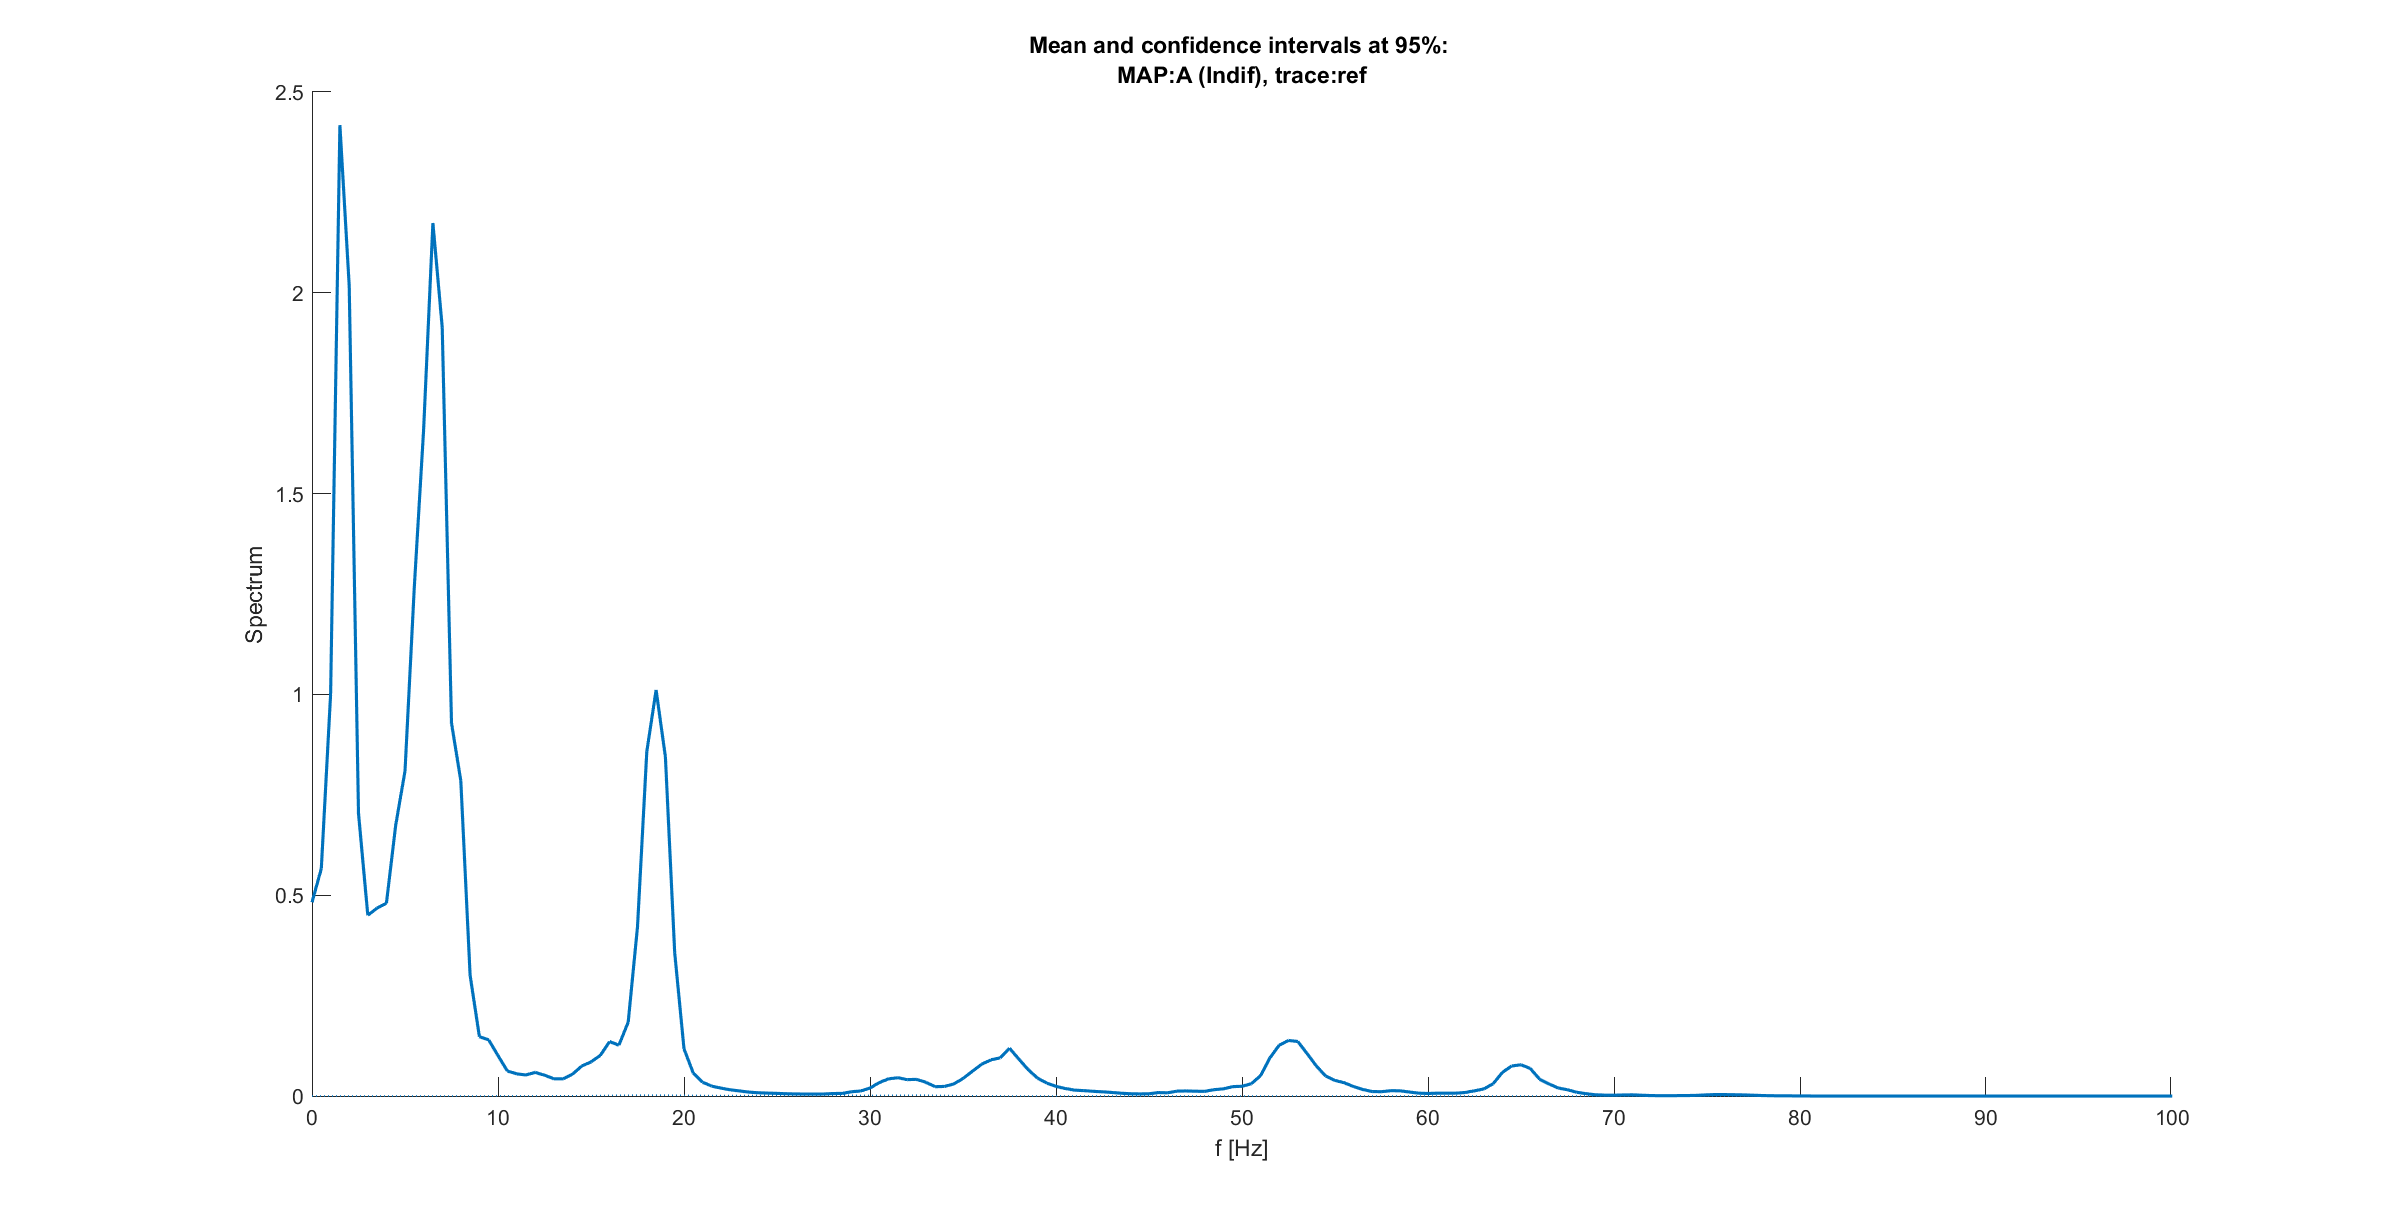 Mean and confidence intervals at 95%:
MAP:A (Indif), trace:ref
2.5
2
1.5
1
0.5
0
Spectrum
0 10 20 30 40 50 60 70 80 90 100
f [Hz]